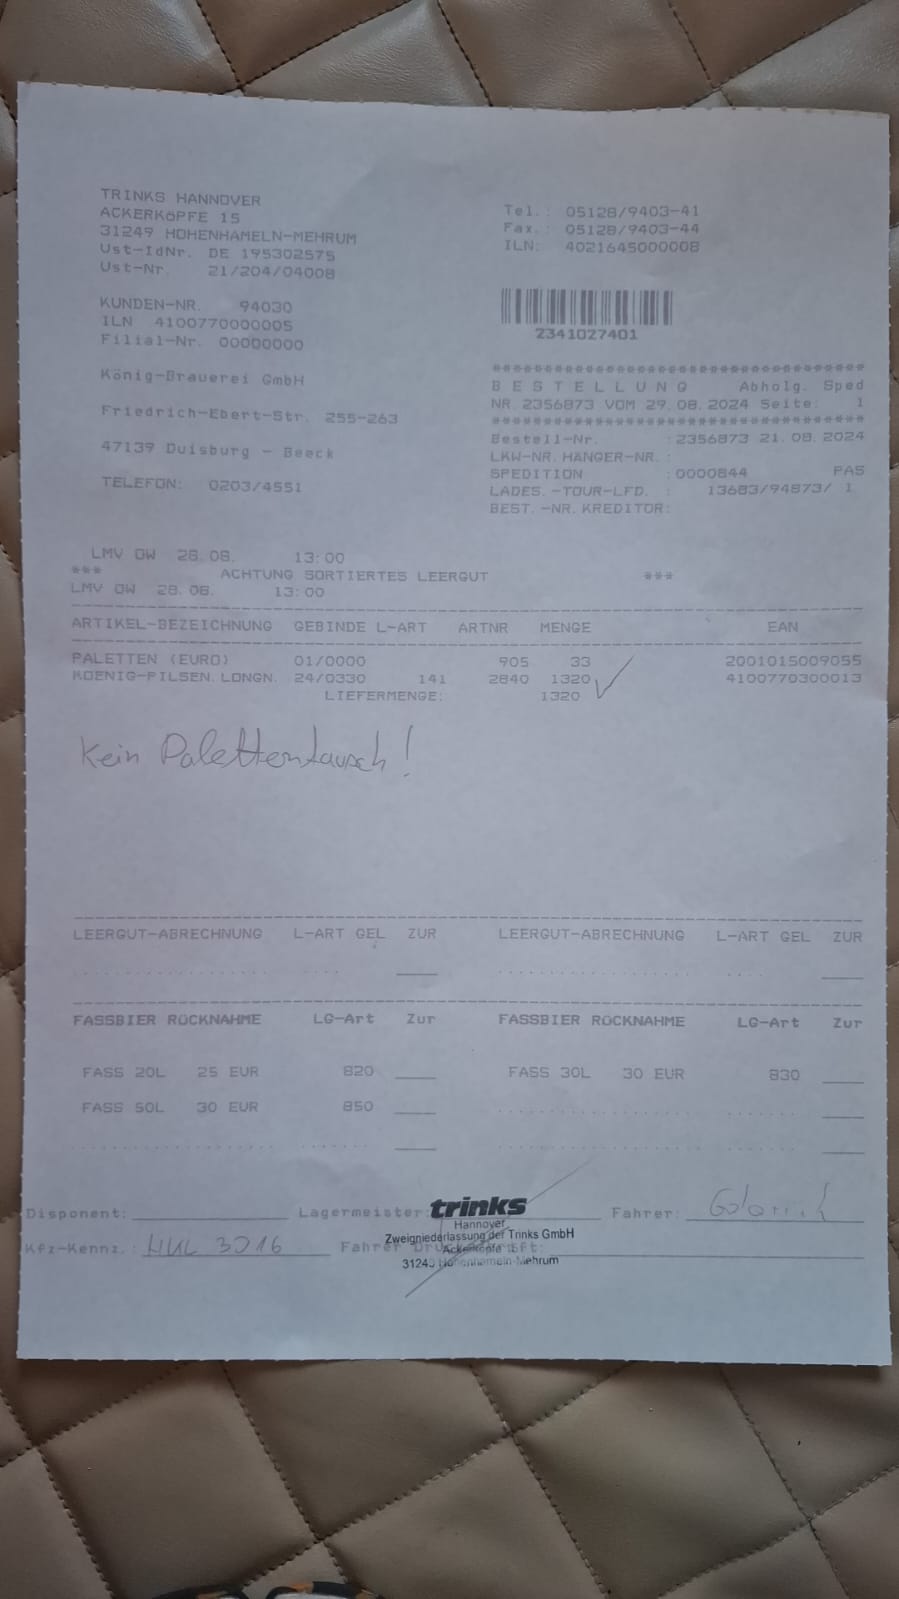 TRINKS HANNOVER
ACKERKÖPFE 15
31249 HOHENHAMELN-MEHRUM
Ust-IdNr. DE 195302575
Ust-Nr. 21/204/04008
Tel.: 05128/9403-41
Fax.: 05128/9403-44
ILN: 4021645000008
KUNDEN-NR. 94030
ILN 4100770000005
Filial-Nr. 00000000
2341027401
König-Brauerei GmbH
Friedrich-Ebert-Str. 255-263
47139 Duisburg - Beeck
TELEFON: 0203/4551
***********************************
B E S T E L L U N G Abholg. Sped
NR. 2356873 VOM 29.08.2024 Seite: 1
***********************************
Bestell-Nr. :2356873 21.08.2024
LKW-NR. HÄNGER-NR. :
SPEDITION :0000844 PAS
LADES.-TOUR-LFD. : 13683/94873/ 1
BEST.-NR. KREDITOR:
LMV OW 28.08. 13:00
*** ACHTUNG SORTIERTES LEERGUT ***
LMV OW 28.08. 13:00
ARTIKEL-BEZEICHNUNG GEBINDE L-ART ARTNR MENGE EAN
PALETTEN (EURO) 01/0000 905 33 2001015009055
KOENIG-PILSEN. LONGN. 24/0330 141 2840 1320 4100770300013
LIEFERMENGE: 1320
Kein Palettentausch!
LEERGUT-ABRECHNUNG L-ART GEL ZUR LEERGUT-ABRECHNUNG L-ART GEL ZUR
FASSBIER RÜCKNAHME LG-Art Zur FASSBIER RÜCKNAHME LG-Art Zur
FASS 20L 25 EUR 820 FASS 30L 30 EUR 830
FASS 50L 30 EUR 850
Disponent: Lagermeister: Fahrer:
trinks
Hannover
Zweigniederlassung der Trinks GmbH
Ackerköpfe 15
31249 Hohenhameln-Mehrum
Kfz-Kennz.: 3016 Fahrer